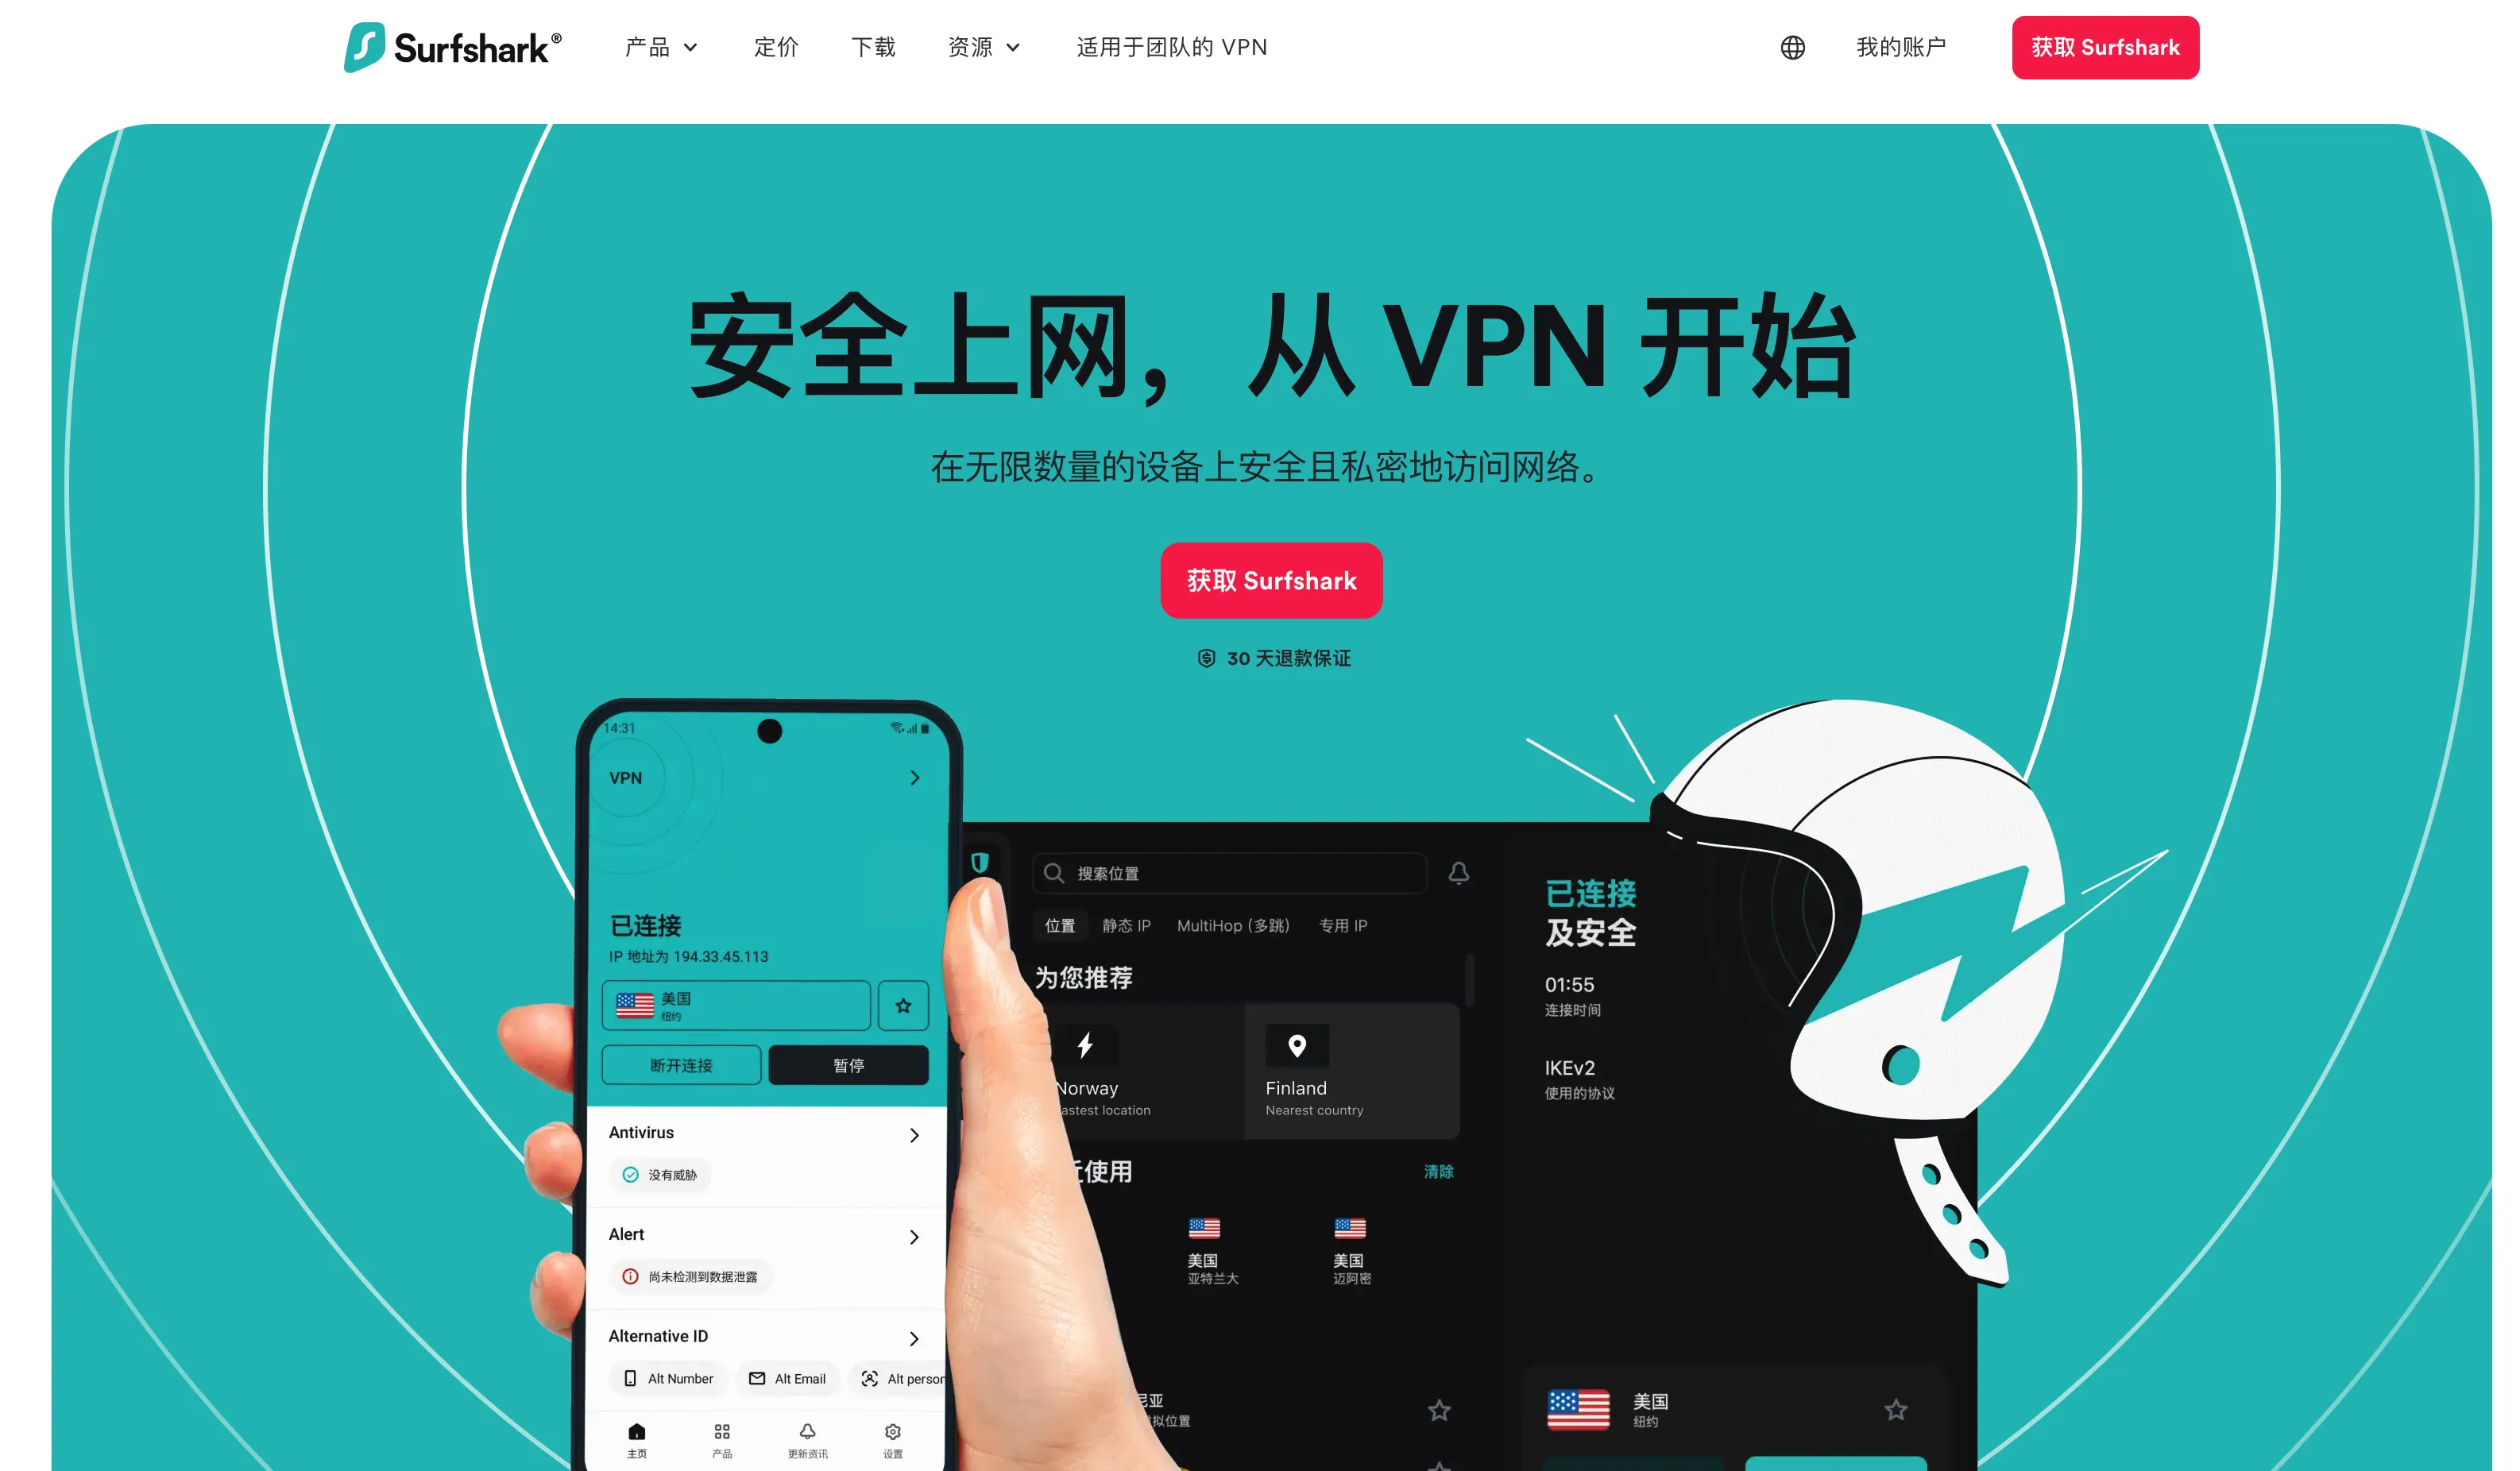 Surfshark®
产品
定价
下载
资源
适用于团队的 VPN
我的账户
获取 Surfshark
安全上网，从 VPN 开始
在无限数量的设备上安全且私密地访问网络。
获取 Surfshark
30 天退款保证
14:31
VPN
已连接
IP 地址为 194.33.45.113
美国
纽约
断开连接
暂停
Antivirus
没有威胁
Alert
尚未检测到数据泄露
Alternative ID
Alt Number
Alt Email
Alt person
主页
产品
更新资讯
设置
搜索位置
位置
静态 IP
MultiHop (多跳)
专用 IP
为您推荐
Norway
astest location
Finland
Nearest country
使用
清除
美国
亚特兰大
美国
迈阿密
尼亚
拟位置
已连接
及安全
01:55
连接时间
IKEv2
使用的协议
美国
纽约